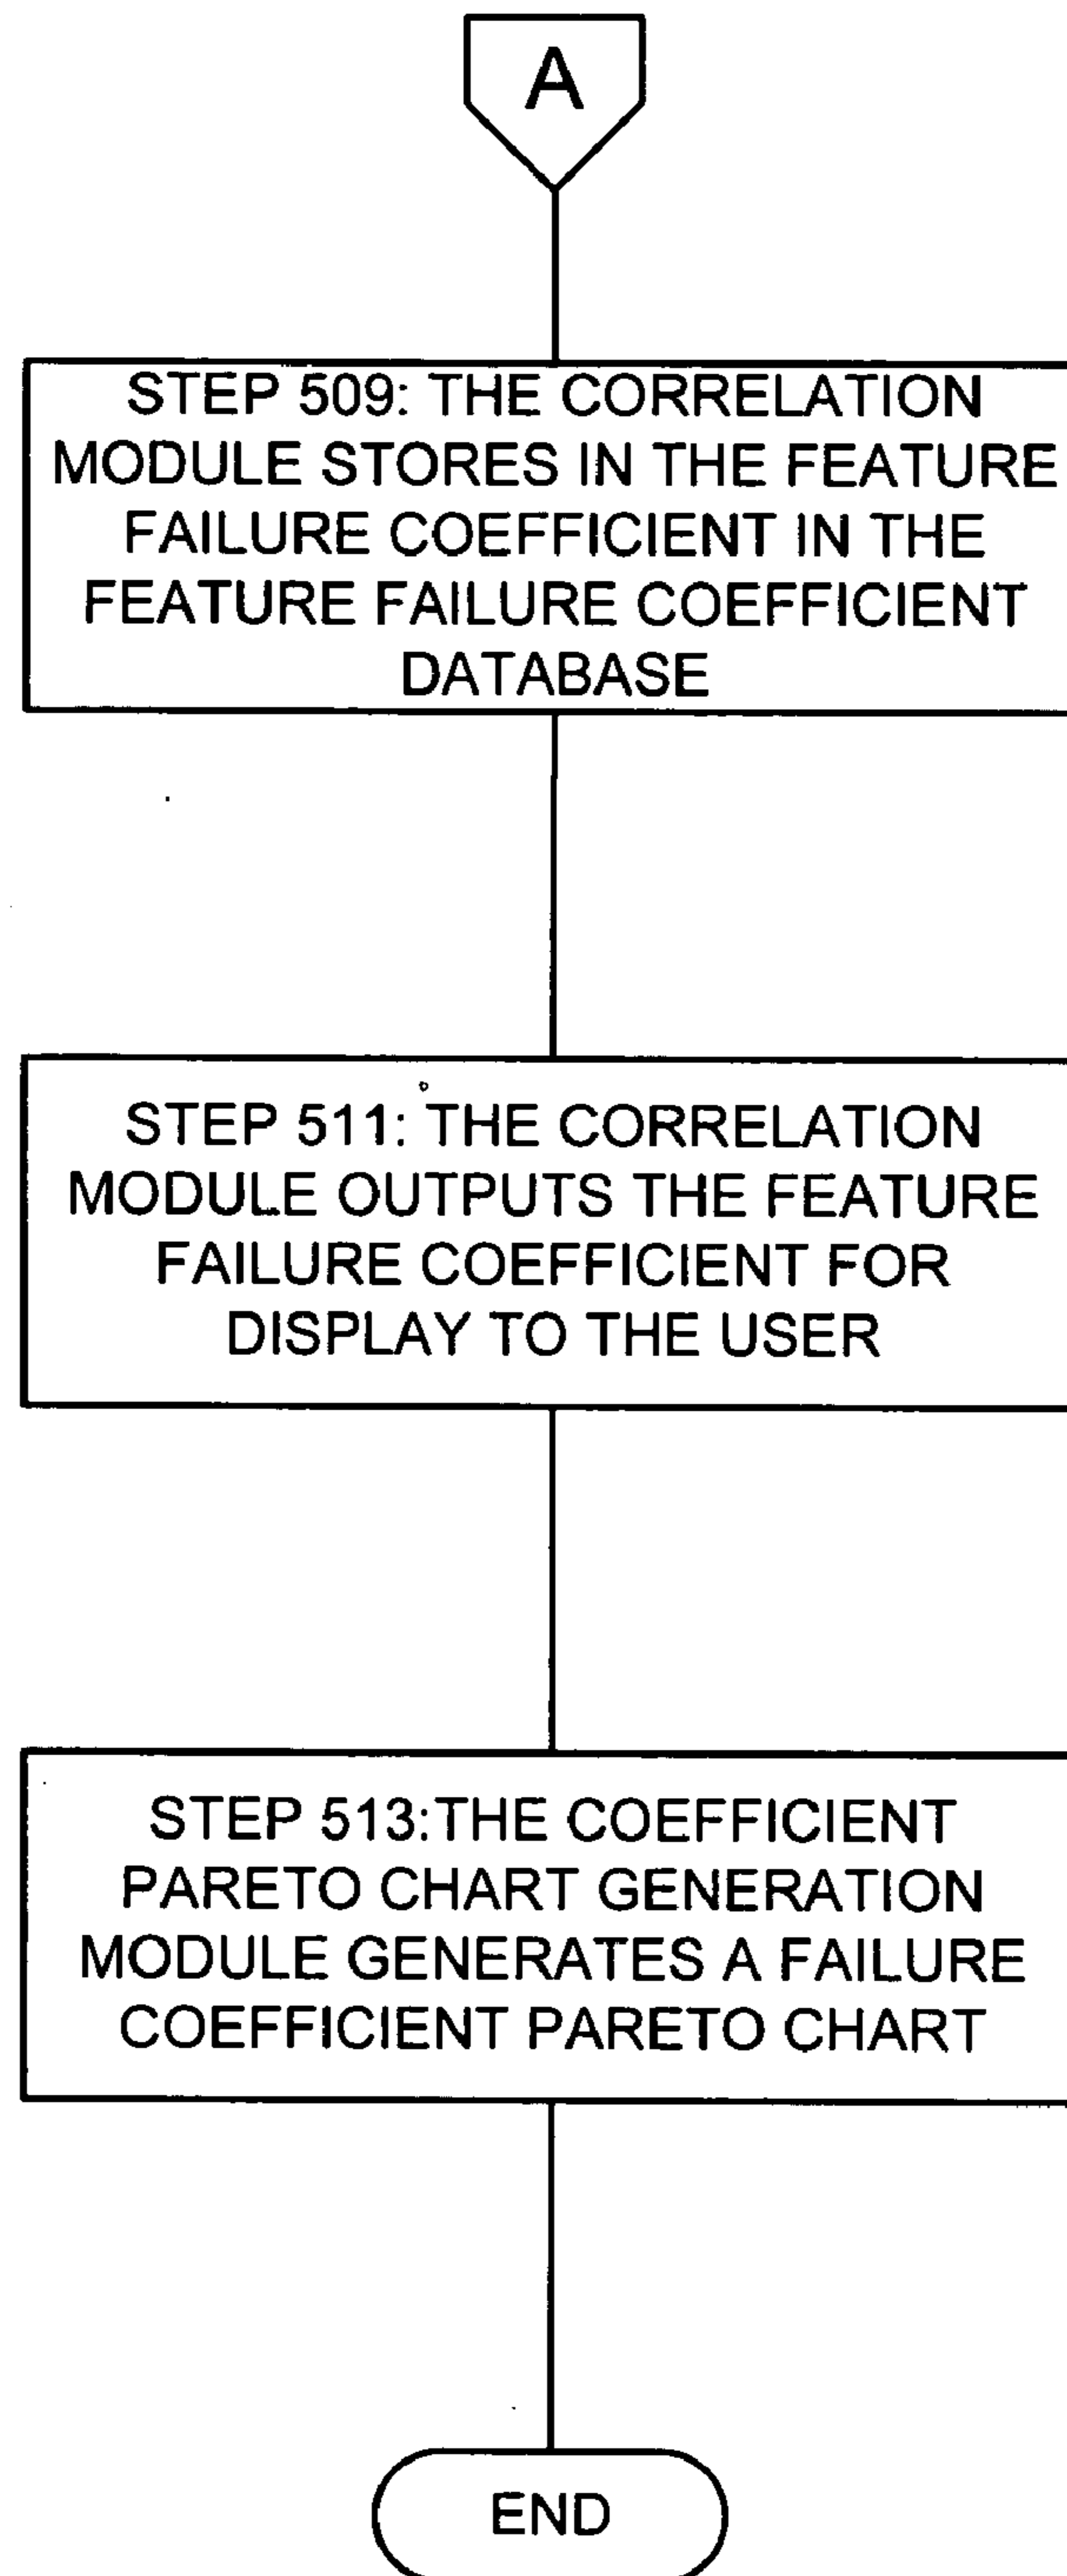 A
STEP 509: THE CORRELATION
MODULE STORES IN THE FEATURE
FAILURE COEFFICIENT IN THE
FEATURE FAILURE COEFFICIENT
DATABASE
STEP 511: THE CORRELATION
MODULE OUTPUTS THE FEATURE
FAILURE COEFFICIENT FOR
DISPLAY TO THE USER
STEP 513:THE COEFFICIENT
PARETO CHART GENERATION
MODULE GENERATES A FAILURE
COEFFICIENT PARETO CHART
END